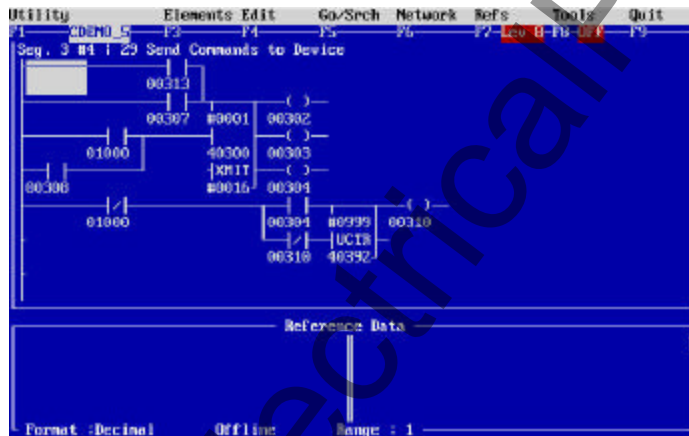 Utility Elements Edit Go/Srch Network Refs Tools Quit
F1 CDEMO_5 F3 F4 F5 F6 F7-Lev 8-F8-OFF F9
Seg. 3 #4 : 29 Send Commands to Device
00313
( )
00307 #0001 00302
01000 40300 00303
XMIT ( )
00308 #0016 00304
( )
01000 00304 #0999 00310
UCTR
00310 40392
Reference Data
Format :Decimal Offline Range : 1